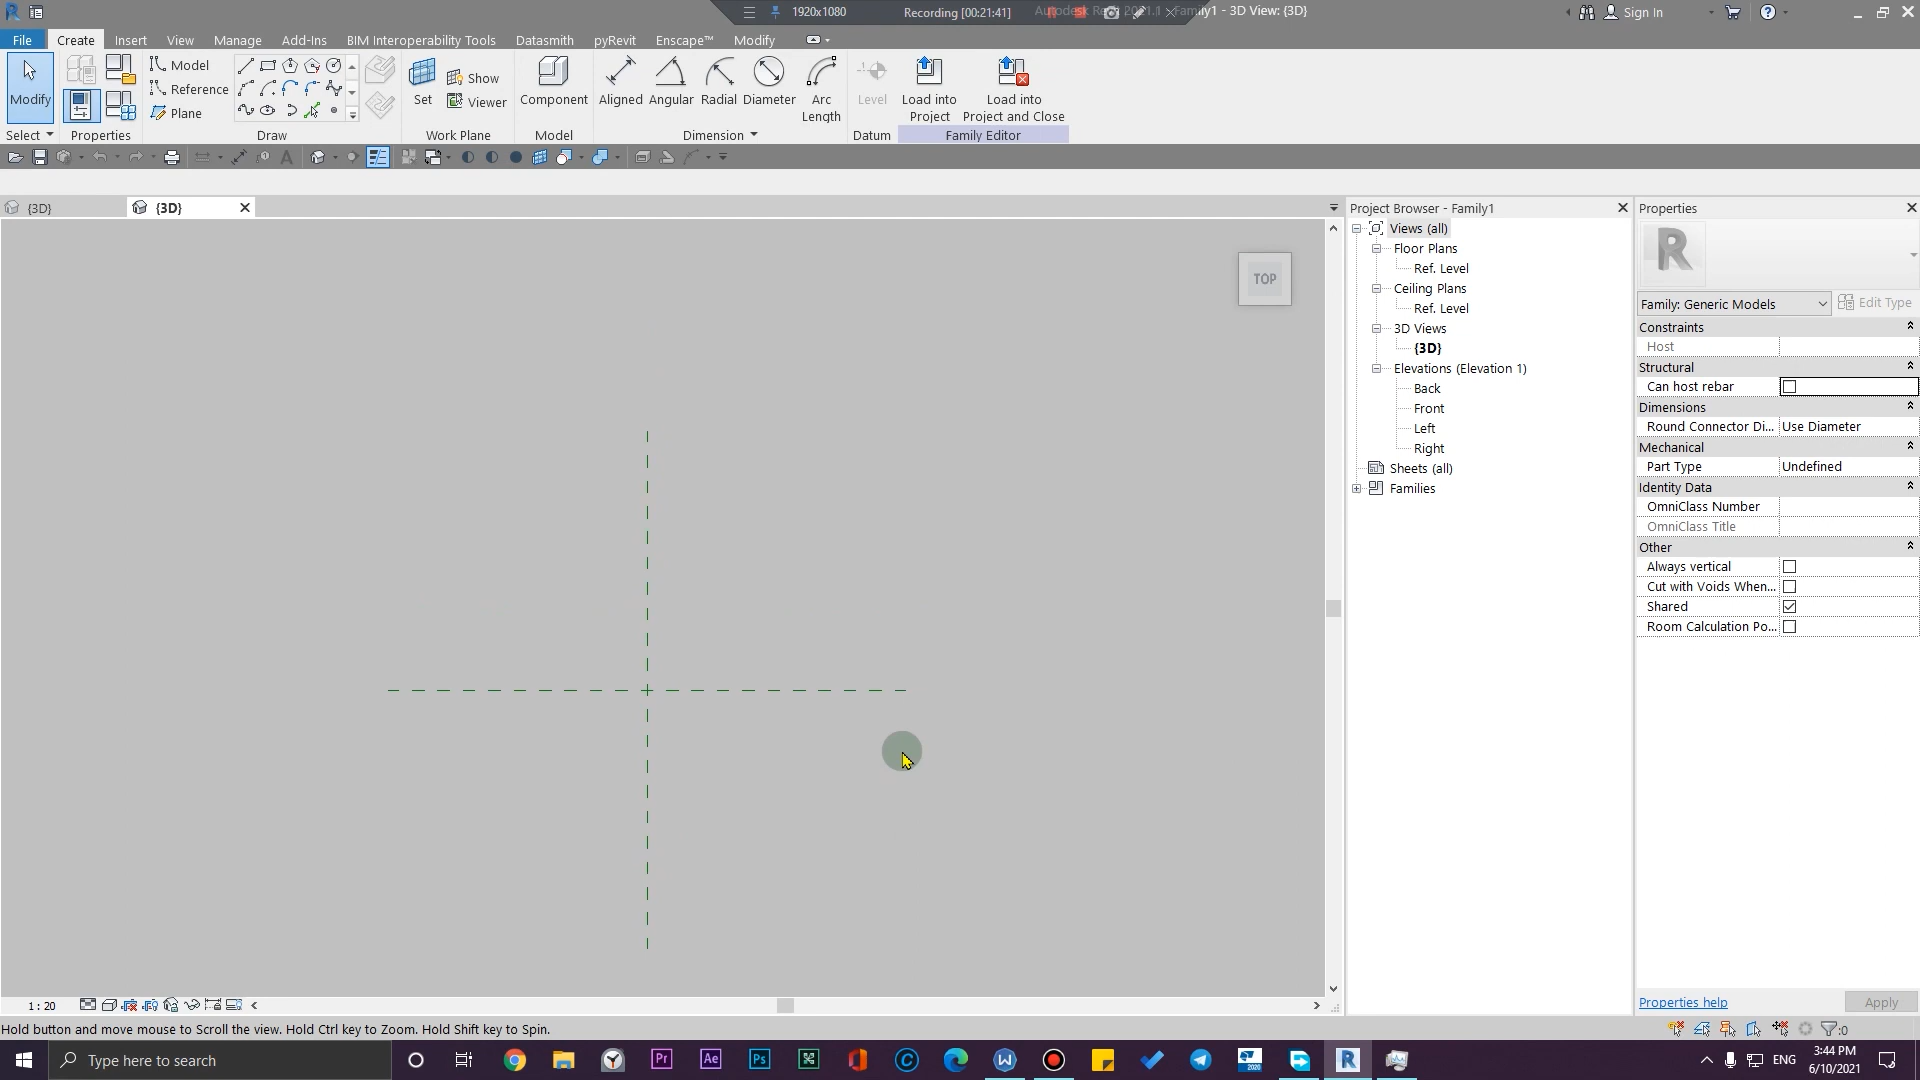 1920x1080
Recording [00:21:41]
Family1 - 3D View: {3D}
Sign In
File
Create
Insert
View
Manage
Add-Ins
BIM Interoperability Tools
Datasmith
pyRevit
Enscape™
Modify
Modify
Model
Reference
Plane
Set
Show
Viewer
Component
Aligned
Angular
Radial
Diameter
Arc
Length
Level
Load into
Project
Load into
Project and Close
Select
Properties
Draw
Work Plane
Model
Dimension
Datum
Family Editor
{3D}
{3D}
TOP
Project Browser - Family1
Views (all)
Floor Plans
Ref. Level
Ceiling Plans
Ref. Level
3D Views
{3D}
Elevations (Elevation 1)
Back
Front
Left
Right
Sheets (all)
Families
Properties
R
Family: Generic Models
Edit Type
Constraints
Host
Structural
Can host rebar
Dimensions
Round Connector Di... Use Diameter
Mechanical
Part Type Undefined
Identity Data
OmniClass Number
OmniClass Title
Other
Always vertical
Cut with Voids When...
Shared
Room Calculation Po...
Properties help
Apply
1 : 20
Hold button and move mouse to Scroll the view. Hold Ctrl key to Zoom. Hold Shift key to Spin.
:0
Type here to search
Pr
Ae
Ps
2020
R
ENG
3:44 PM
6/10/2021